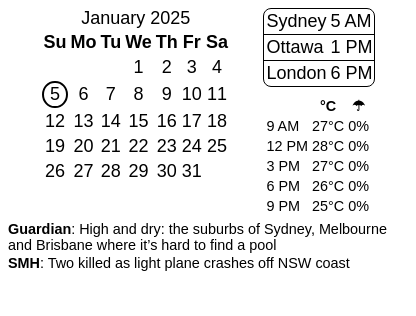 January 2025
Su Mo Tu We Th Fr Sa
1 2 3 4
5 6 7 8 9 10 11
12 13 14 15 16 17 18
19 20 21 22 23 24 25
26 27 28 29 30 31
Sydney 5 AM
Ottawa 1 PM
London 6 PM
°C ☂
9 AM 27°C 0%
12 PM 28°C 0%
3 PM 27°C 0%
6 PM 26°C 0%
9 PM 25°C 0%
Guardian: High and dry: the suburbs of Sydney, Melbourne
and Brisbane where it’s hard to find a pool
SMH: Two killed as light plane crashes off NSW coast